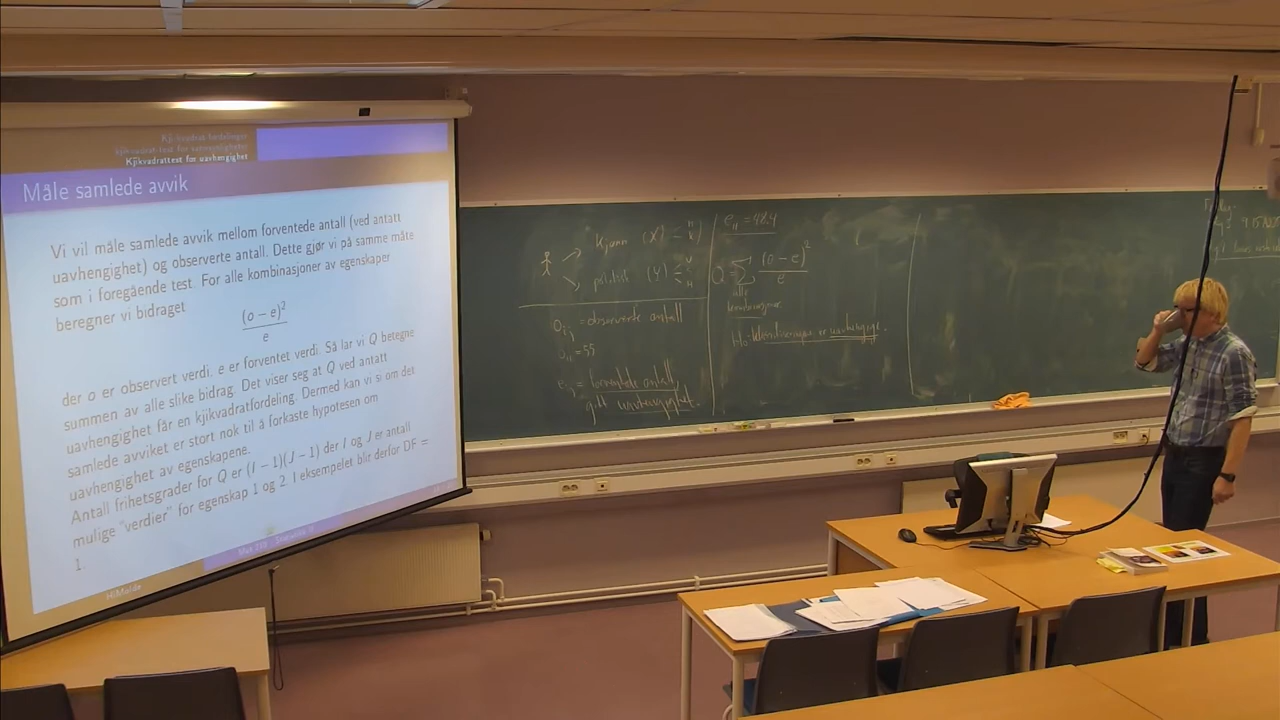 Kjikvadrattest for uavhengighet
Måle samlede avvik
Vi vil måle samlede avvik mellom forventede antall (ved antatt
uavhengighet) og observerte antall. Dette gjør vi på samme måte
som i foregående test. For alle kombinasjoner av egenskaper
beregner vi bidraget
(o − e)²
e
der o er observert verdi. e er forventet verdi. Så lar vi Q betegne
summen av alle slike bidrag. Det viser seg at Q ved antatt
uavhengighet får en kjikvadratfordeling. Dermed kan vi si om det
samlede avviket er stort nok til å forkaste hypotesen om
uavhengighet av egenskapene.
Antall frihetsgrader for Q er (I − 1)(J − 1) der I og J er antall
mulige "verdier" for egenskap 1 og 2. I eksempelet blir derfor DF =
1.
HiMolde
Kjønn (X)
politisk (Y)
O_ij = observerte antall
O_11 = 55
e_ij = forventede antall,
gitt uavhengighet.
e_11 = 48.4
Q = Σ (o−e)²
e
alle
kombinasjoner